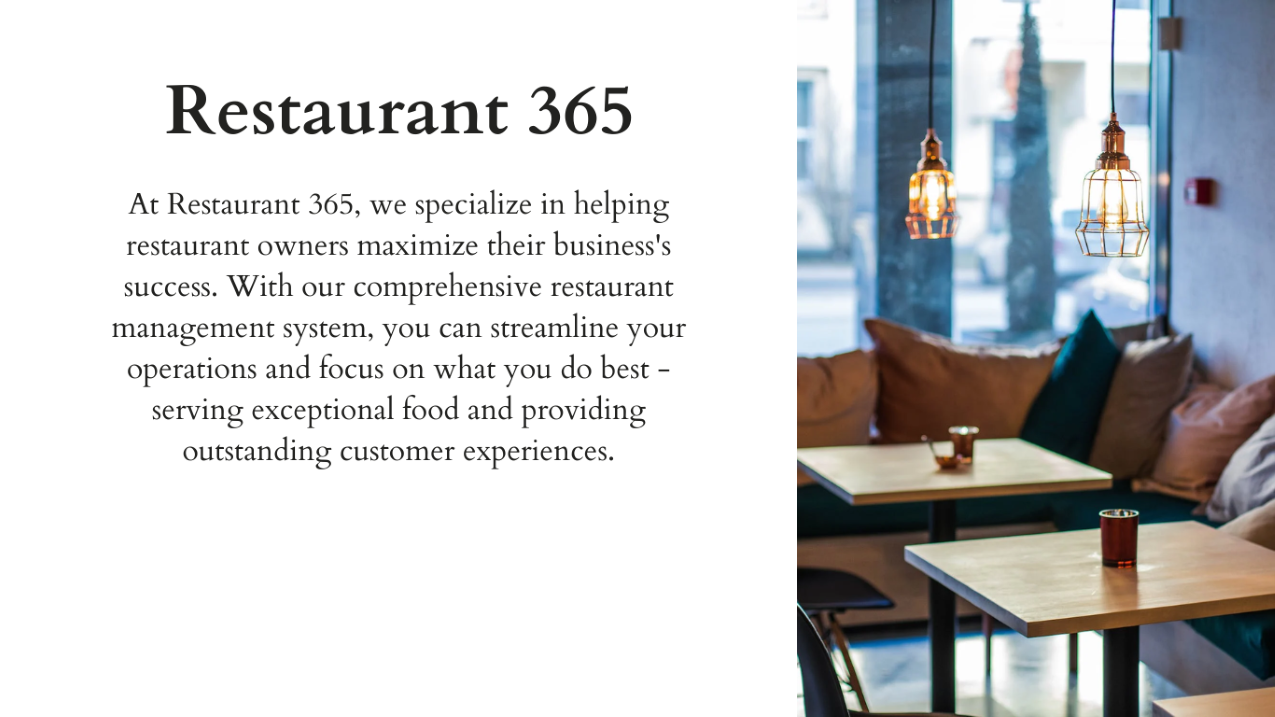 Restaurant 365
At Restaurant 365, we specialize in helping
restaurant owners maximize their business's
success. With our comprehensive restaurant
management system, you can streamline your
operations and focus on what you do best -
serving exceptional food and providing
outstanding customer experiences.